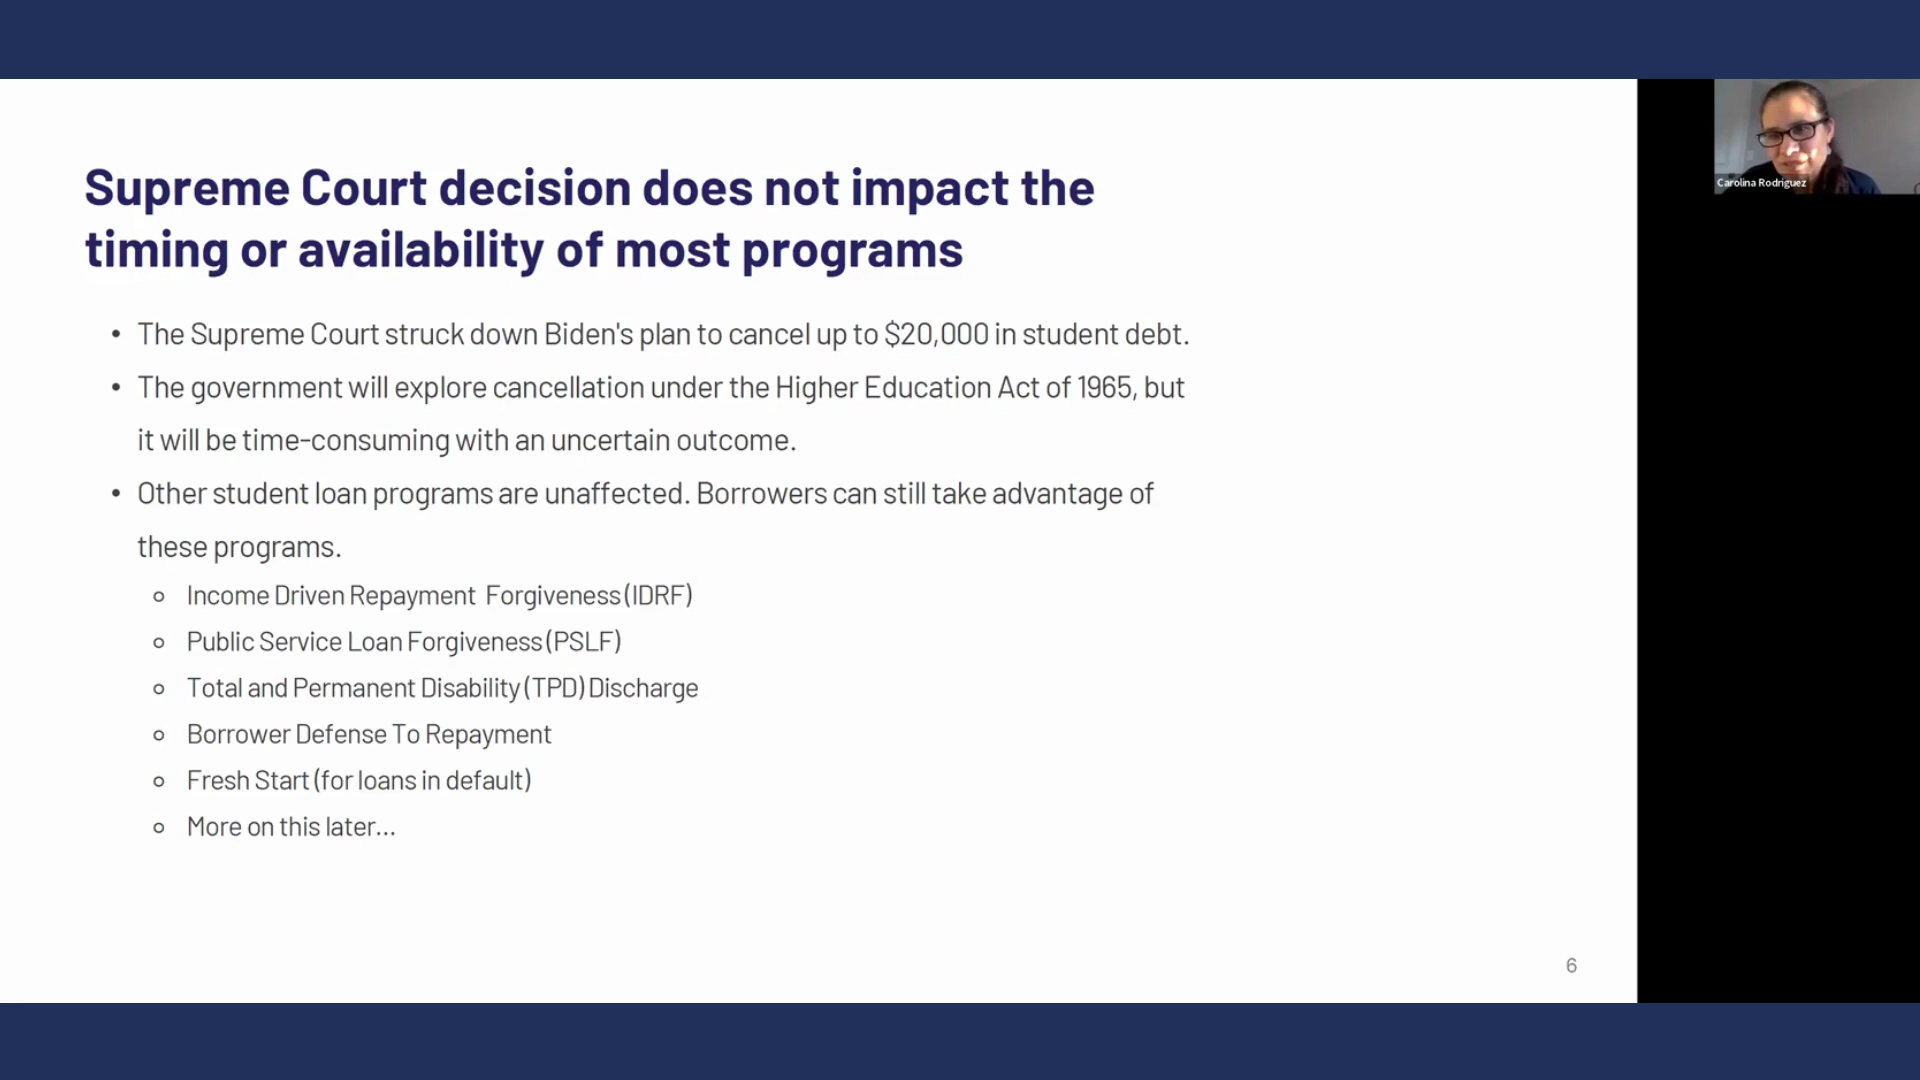 Supreme Court decision does not impact the
timing or availability of most programs
• The Supreme Court struck down Biden's plan to cancel up to $20,000 in student debt.
• The government will explore cancellation under the Higher Education Act of 1965, but
it will be time-consuming with an uncertain outcome.
• Other student loan programs are unaffected. Borrowers can still take advantage of
these programs.
○ Income Driven Repayment Forgiveness (IDRF)
○ Public Service Loan Forgiveness (PSLF)
○ Total and Permanent Disability (TPD) Discharge
○ Borrower Defense To Repayment
○ Fresh Start (for loans in default)
○ More on this later...
6
Carolina Rodriguez